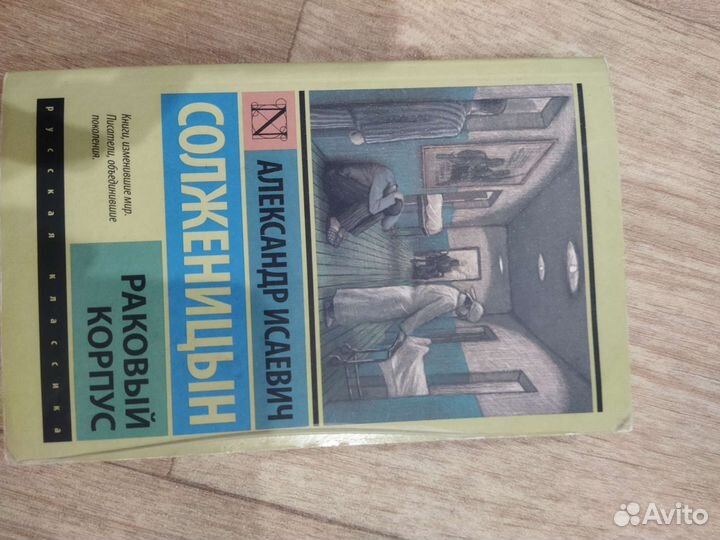 Книги, изменившие мир.
Писатели, объединившие
поколения.
N
АЛЕКСАНДР ИСАЕВИЧ
СОЛЖЕНИЦЫН
РАКОВЫЙ
КОРПУС
русская классика
Avito